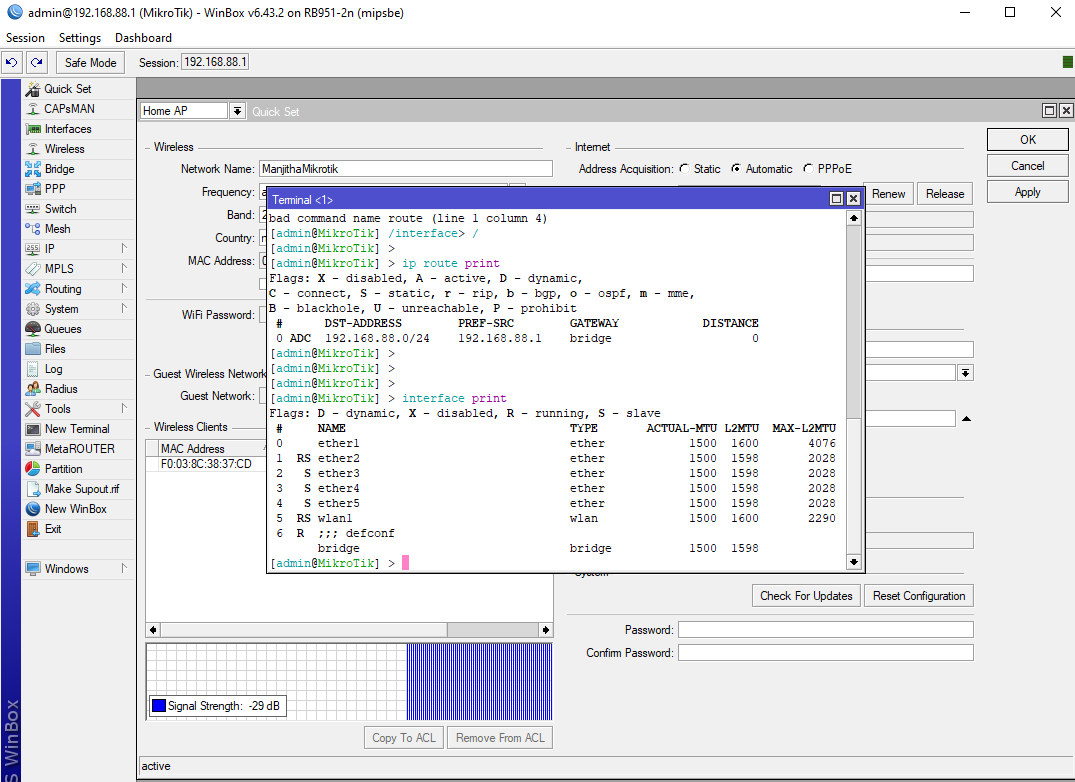 admin@192.168.88.1 (MikroTik) - WinBox v6.43.2 on RB951-2n (mipsbe)
Session Settings Dashboard
Safe Mode Session: 192.168.88.1
Quick Set
CAPsMAN
Interfaces
Wireless
Bridge
PPP
Switch
Mesh
IP
MPLS
Routing
System
Queues
Files
Log
Radius
Tools
New Terminal
MetaROUTER
Partition
Make Supout.rif
New WinBox
Exit
Windows
S WinBox
Home AP Quick Set
Wireless
Network Name: ManjithaMikrotik
Frequency:
Band: 2
Country:
MAC Address:
WiFi Password:
Guest Wireless Network
Guest Network:
Wireless Clients
MAC Address
F0:03:8C:38:37:CD
Signal Strength: -29 dB
Copy To ACL Remove From ACL
Internet
Address Acquisition: Static Automatic PPPoE
Renew Release
System
Check For Updates Reset Configuration
Password:
Confirm Password:
OK
Cancel
Apply
Terminal <1>
bad command name route (line 1 column 4)
[admin@MikroTik] /interface> /
[admin@MikroTik] >
[admin@MikroTik] > ip route print
Flags: X - disabled, A - active, D - dynamic,
C - connect, S - static, r - rip, b - bgp, o - ospf, m - mme,
B - blackhole, U - unreachable, P - prohibit
# DST-ADDRESS PREF-SRC GATEWAY DISTANCE
0 ADC 192.168.88.0/24 192.168.88.1 bridge 0
[admin@MikroTik] >
[admin@MikroTik] >
[admin@MikroTik] >
[admin@MikroTik] > interface print
Flags: D - dynamic, X - disabled, R - running, S - slave
# NAME TYPE ACTUAL-MTU L2MTU MAX-L2MTU
0 ether1 ether 1500 1600 4076
1 RS ether2 ether 1500 1598 2028
2 S ether3 ether 1500 1598 2028
3 S ether4 ether 1500 1598 2028
4 S ether5 ether 1500 1598 2028
5 RS wlan1 wlan 1500 1600 2290
6 R ;;; defconf
bridge bridge 1500 1598
[admin@MikroTik] >
active